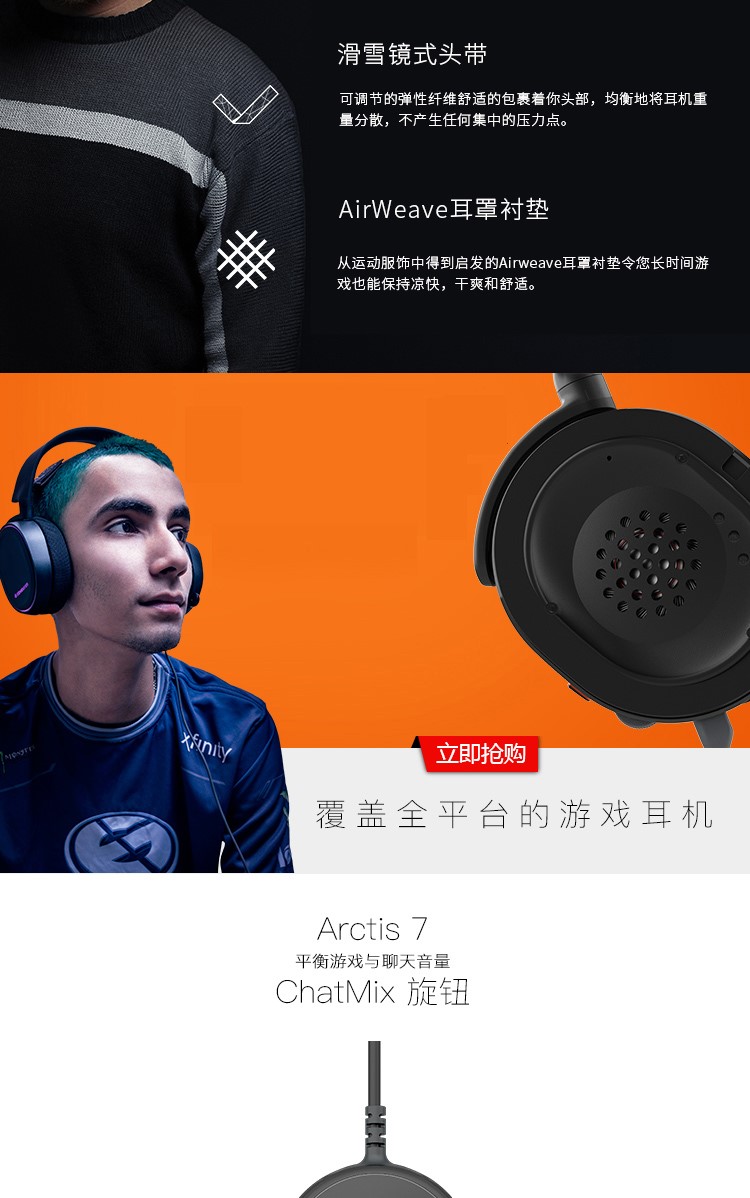 滑雪镜式头带
可调节的弹性纤维舒适的包裹着你头部，均衡地将耳机重
量分散，不产生任何集中的压力点。
AirWeave耳罩衬垫
从运动服饰中得到启发的Airweave耳罩衬垫令您长时间游
戏也能保持凉快，干爽和舒适。
xfinity
立即抢购
覆盖全平台的游戏耳机
Arctis 7
平衡游戏与聊天音量
ChatMix 旋钮